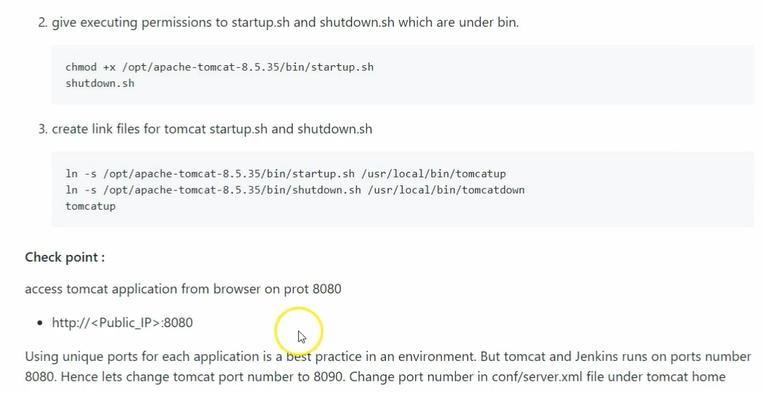 2. give executing permissions to startup.sh and shutdown.sh which are under bin.
chmod +x /opt/apache-tomcat-8.5.35/bin/startup.sh
shutdown.sh
3. create link files for tomcat startup.sh and shutdown.sh
ln -s /opt/apache-tomcat-8.5.35/bin/startup.sh /usr/local/bin/tomcatup
ln -s /opt/apache-tomcat-8.5.35/bin/shutdown.sh /usr/local/bin/tomcatdown
tomcatup
Check point :
access tomcat application from browser on prot 8080
• http://<Public_IP>:8080
Using unique ports for each application is a best practice in an environment. But tomcat and Jenkins runs on ports number
8080. Hence lets change tomcat port number to 8090. Change port number in conf/server.xml file under tomcat home